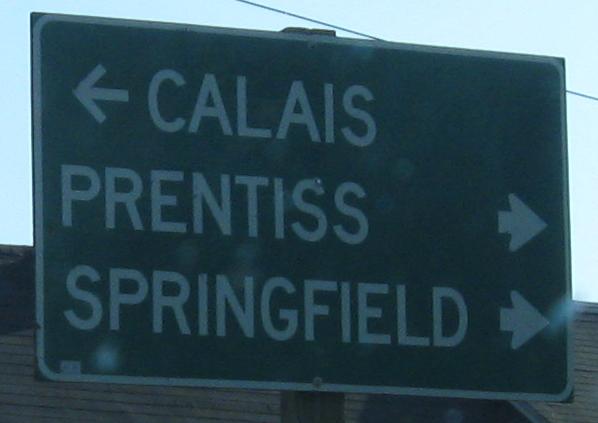 ← CALAIS
PRENTISS →
SPRINGFIELD →